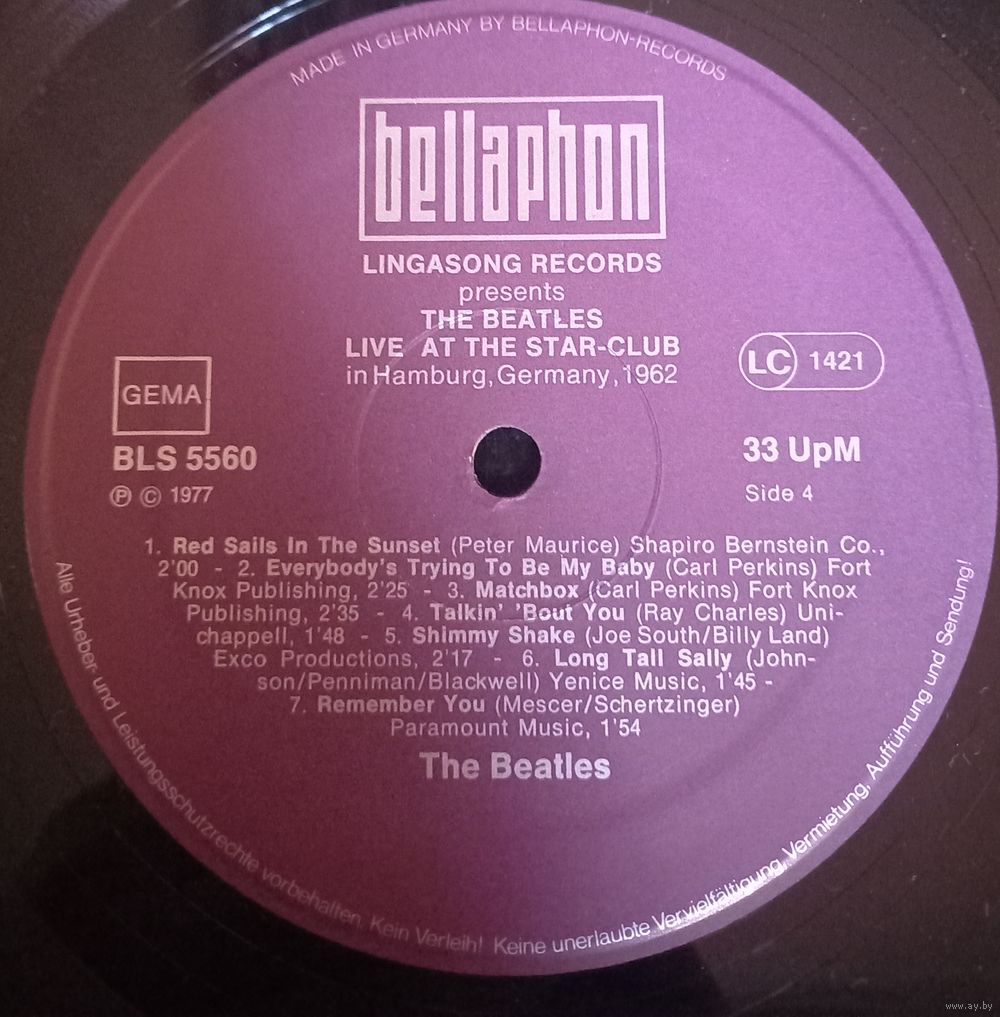 MADE IN GERMANY BY BELLAPHON-RECORDS
bellaphon
LINGASONG RECORDS
presents
THE BEATLES
LIVE AT THE STAR-CLUB
in Hamburg, Germany, 1962
GEMA
LC 1421
BLS 5560
33 UpM
Ⓟ © 1977
Side 4
1. Red Sails In The Sunset (Peter Maurice) Shapiro Bernstein Co.,
2'00 - 2. Everybody's Trying To Be My Baby (Carl Perkins) Fort
Knox Publishing, 2'25 - 3. Matchbox (Carl Perkins) Fort Knox
Publishing, 2'35 - 4. Talkin' 'Bout You (Ray Charles) Uni-
chappell, 1'48 - 5. Shimmy Shake (Joe South/Billy Land)
Exco Productions, 2'17 - 6. Long Tall Sally (John-
son/Penniman/Blackwell) Venice Music, 1'45 -
7. Remember You (Mescer/Schertzinger)
Paramount Music, 1'54
The Beatles
Alle Urheber- und Leistungsschutzrechte vorbehalten. Kein Verleih! Keine unerlaubte Vervielfältigung, Vermietung, Aufführung und Sendung!
www.ay.by